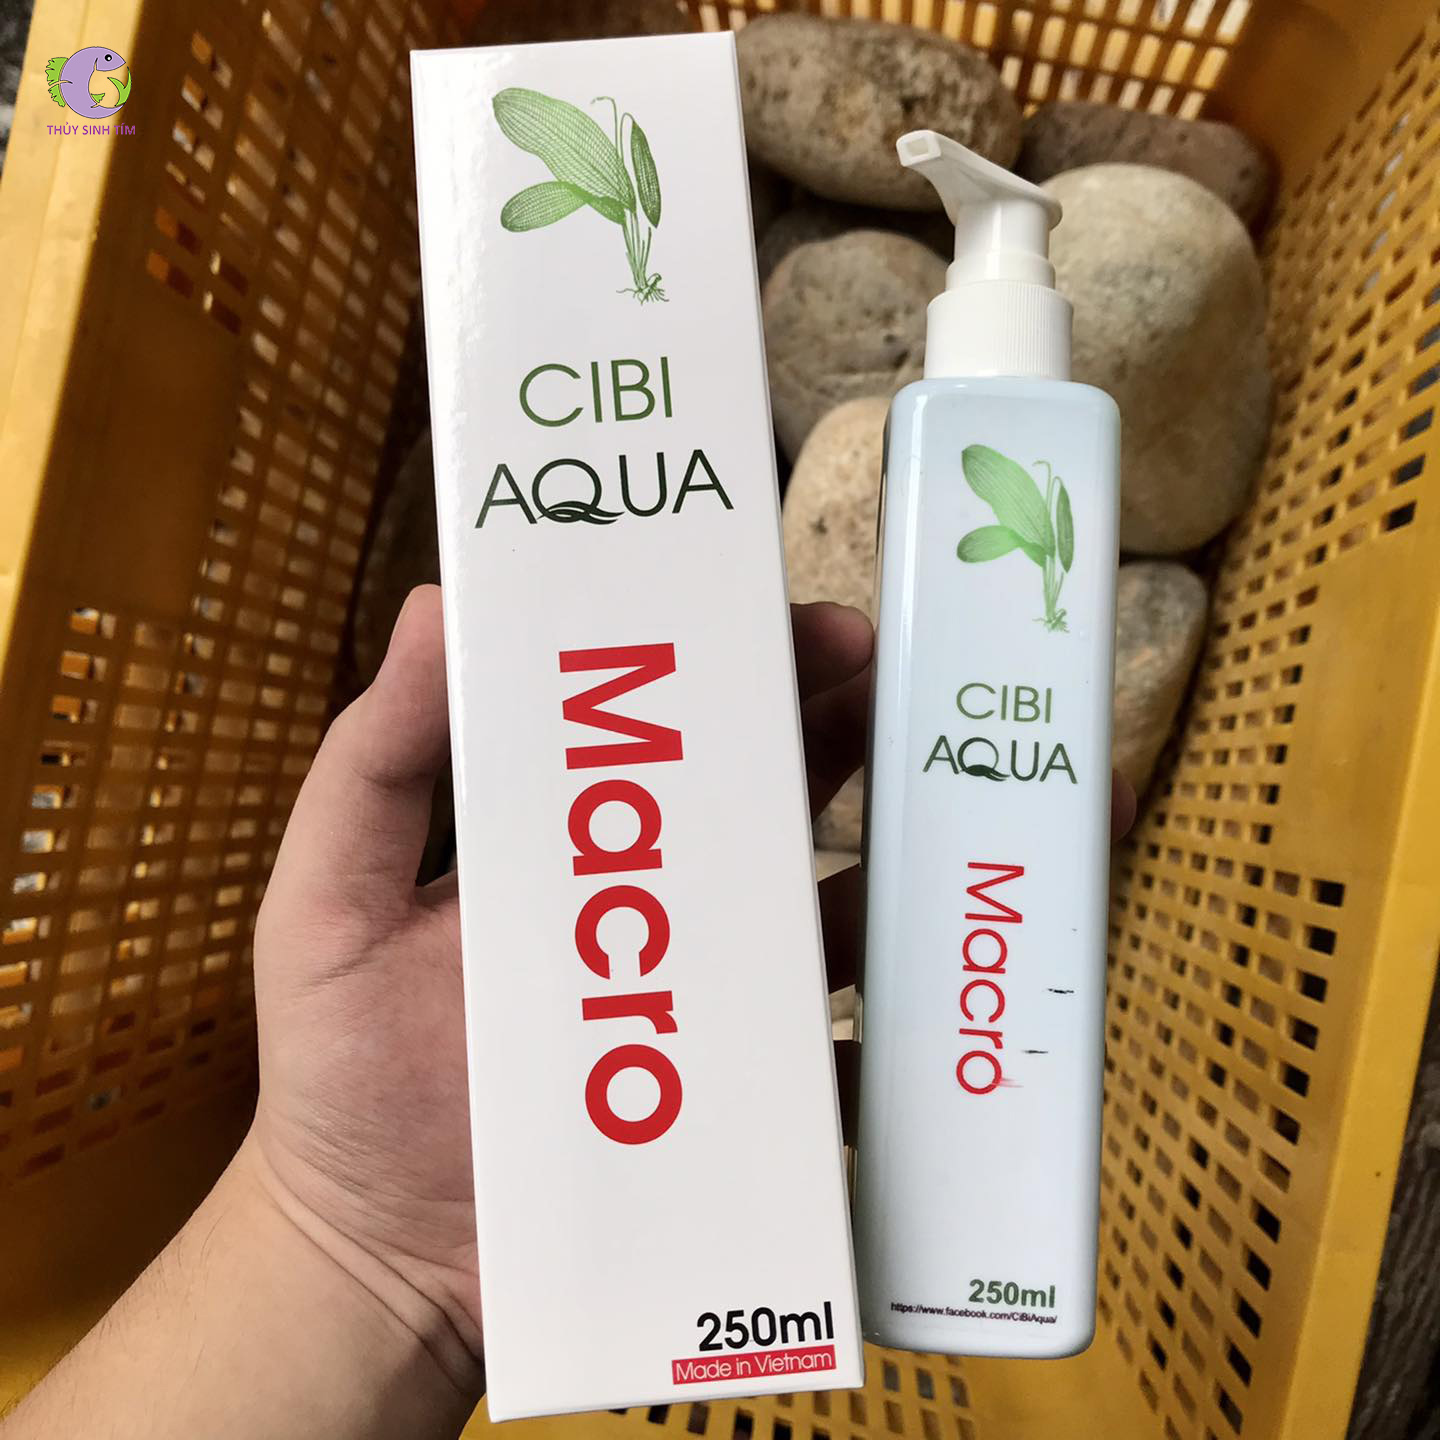 THỦY SINH TÍM
CIBI
AQUA
Macro
250ml
Made in Vietnam
CIBI
AQUA
Macro
250ml
https://www.facebook.com/CiBiAqua/